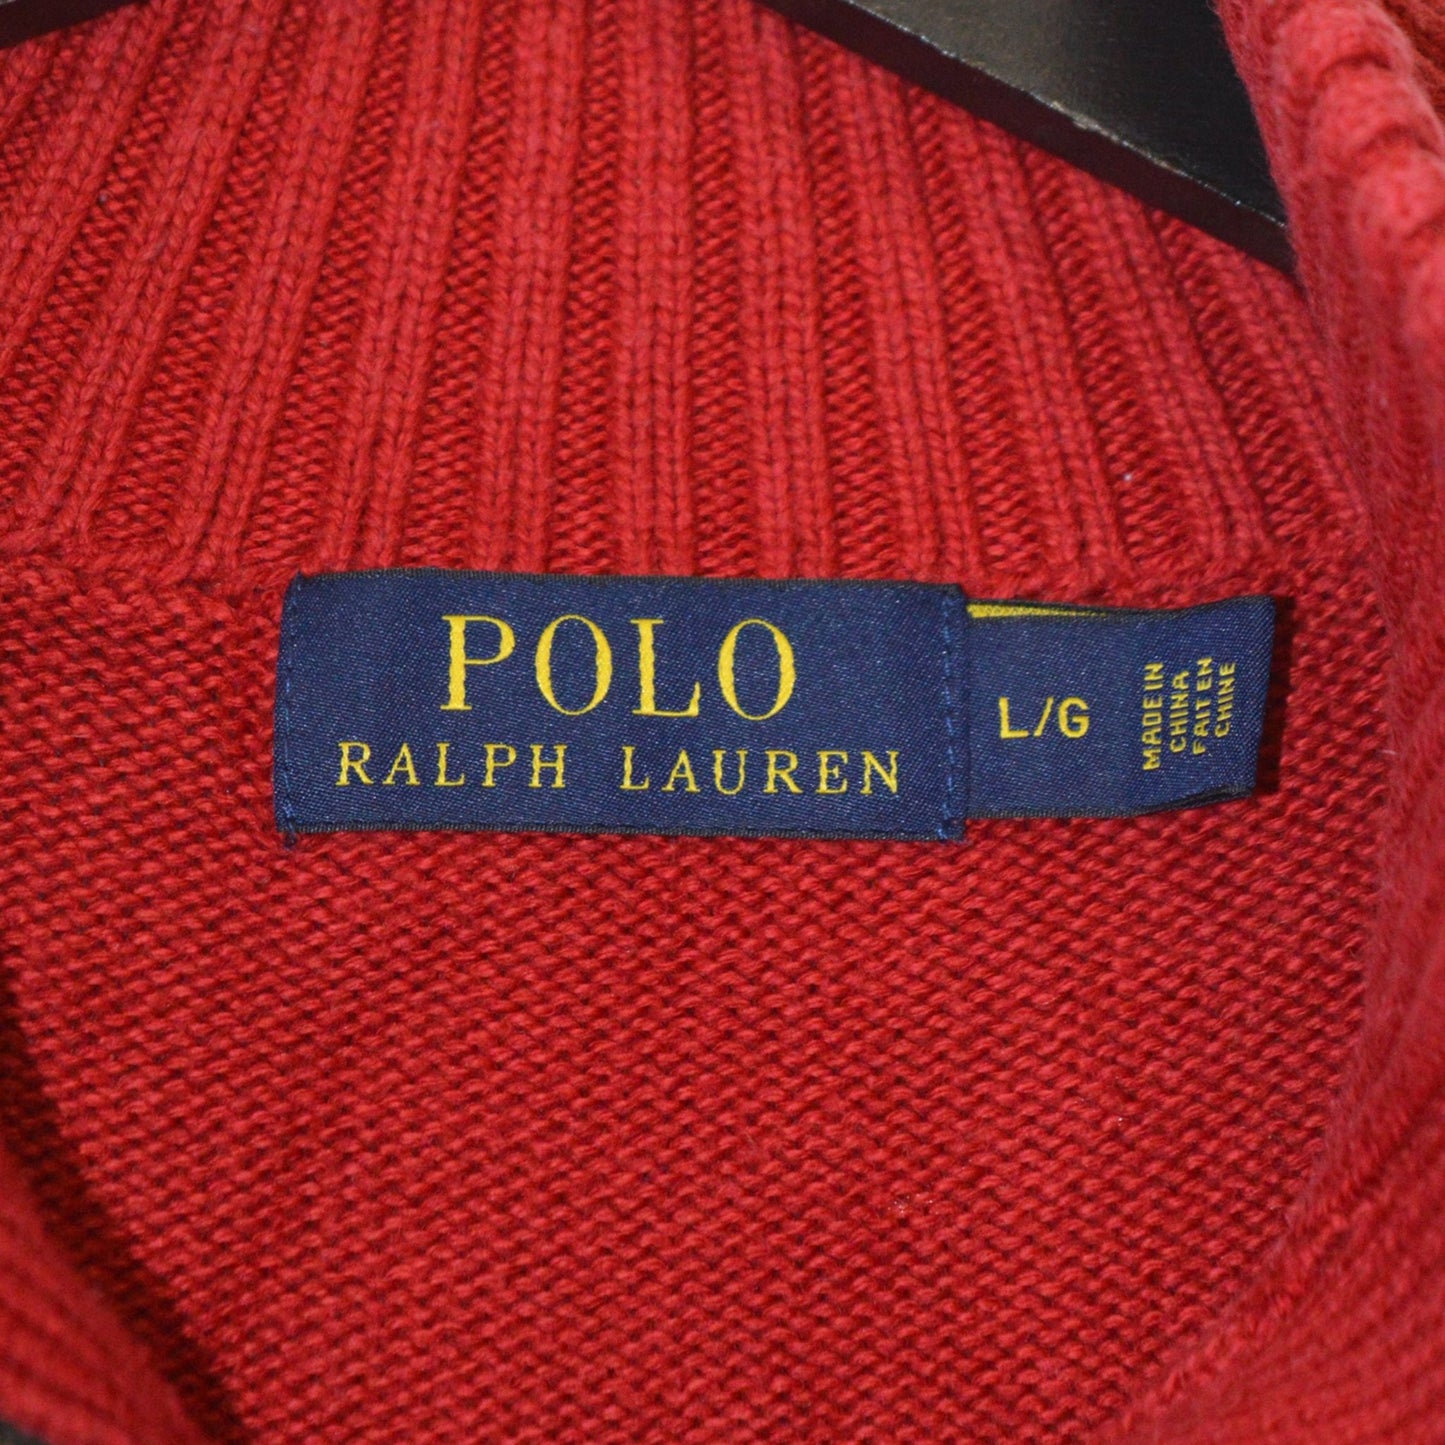 POLO
RALPH LAUREN
L/G
MADE IN
CHINA
FAIT EN
CHINE